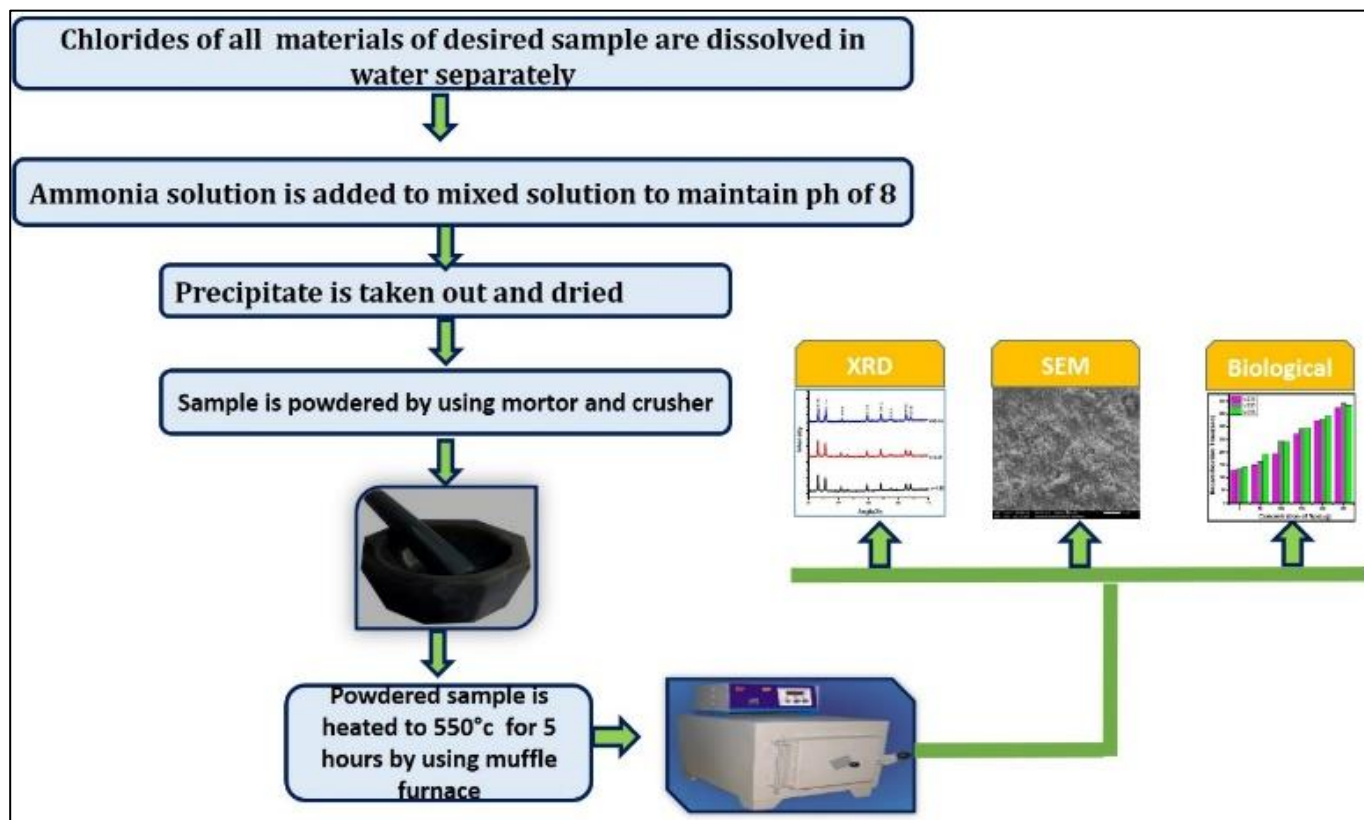 Chlorides of all materials of desired sample are dissolved in
water separately
Ammonia solution is added to mixed solution to maintain ph of 8
Precipitate is taken out and dried
Sample is powdered by using mortor and crusher
Powdered sample is
heated to 550°c for 5
hours by using muffle
furnace
XRD
SEM
Biological
Angle2θ